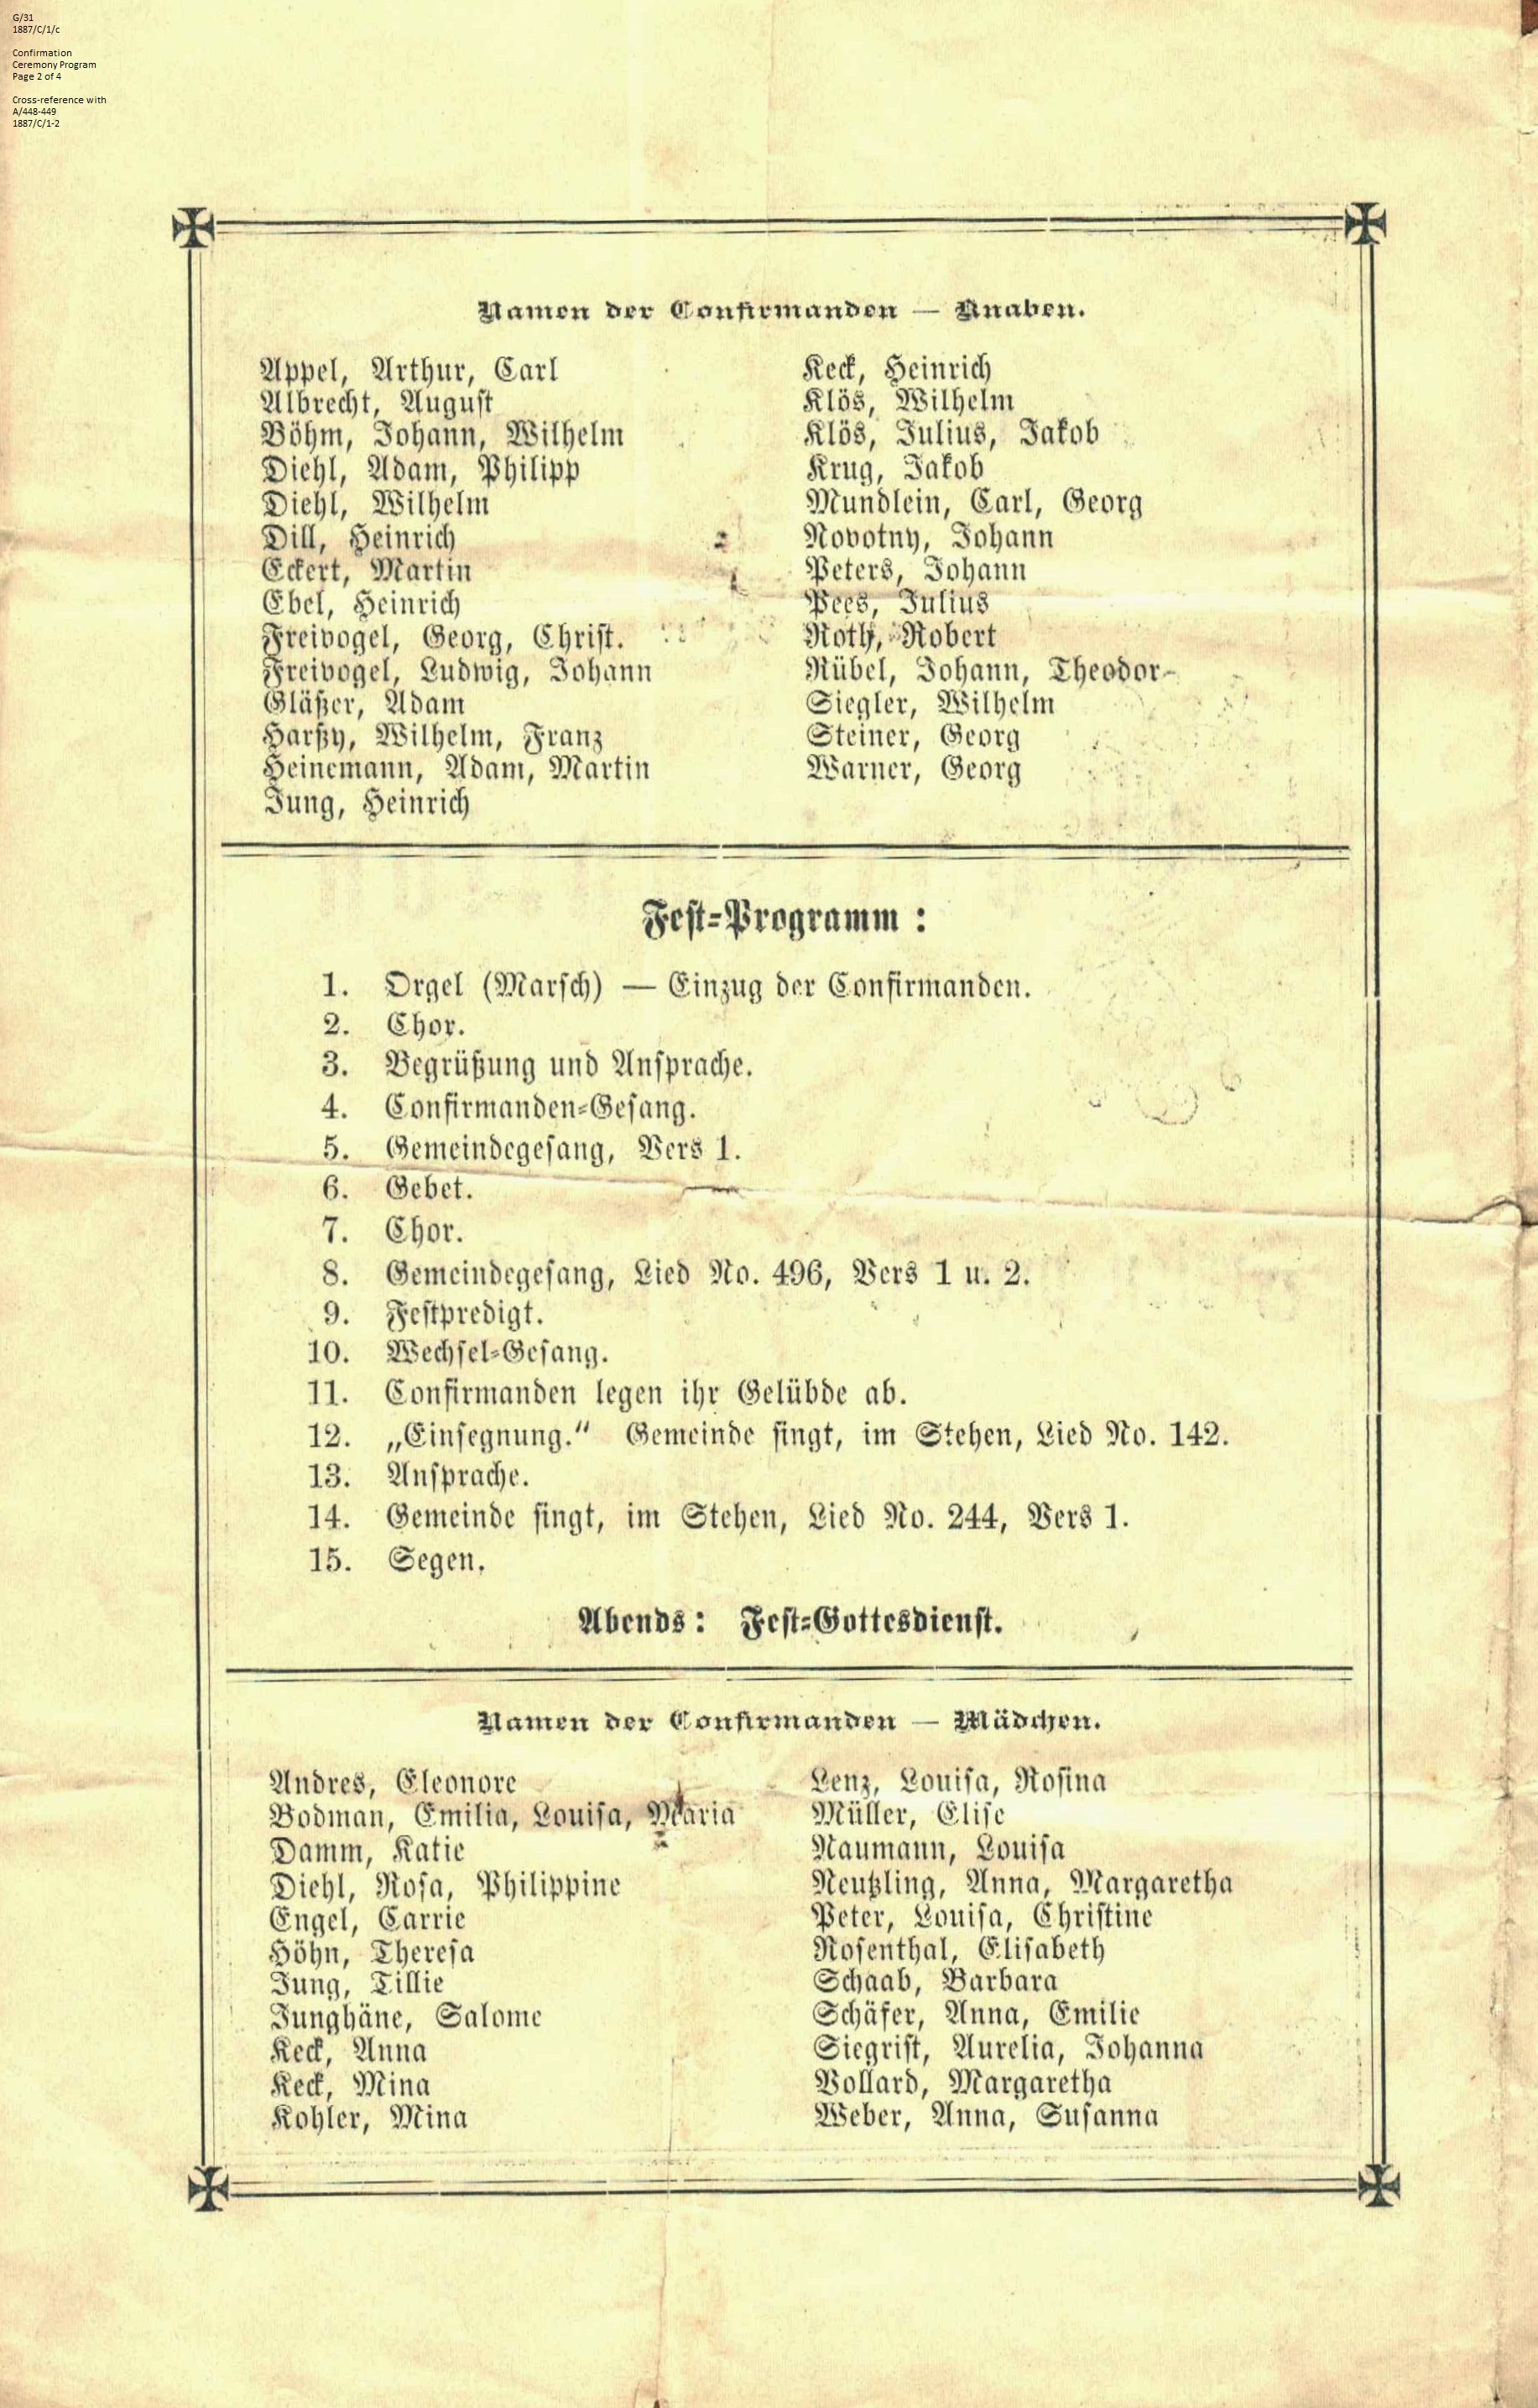 G/31
1887/C/1/c
Confirmation
Ceremony Program
Page 2 of 4
Cross-reference with
A/448-449
1887/C/1-2
Namen der Confirmanden — Knaben.
Appel, Arthur, Carl
Albrecht, August
Böhm, Johann, Wilhelm
Diehl, Adam, Philipp
Diehl, Wilhelm
Dill, Heinrich
Eckert, Martin
Ebel, Heinrich
Freivogel, Georg, Christ.
Freivogel, Ludwig, Johann
Gläßer, Adam
Harßy, Wilhelm, Franz
Heinemann, Adam, Martin
Jung, Heinrich
Keck, Heinrich
Klös, Wilhelm
Klös, Julius, Jakob
Krug, Jakob
Mundlein, Carl, Georg
Novotny, Johann
Peters, Johann
Pees, Julius
Roth, Robert
Rübel, Johann, Theodor
Siegler, Wilhelm
Steiner, Georg
Warner, Georg
Fest-Programm :
1. Orgel (Marsch) — Einzug der Confirmanden.
2. Chor.
3. Begrüßung und Ansprache.
4. Confirmanden-Gesang.
5. Gemeindegesang, Vers 1.
6. Gebet.
7. Chor.
8. Gemeindegesang, Lied No. 496, Vers 1 u. 2.
9. Festpredigt.
10. Wechsel-Gesang.
11. Confirmanden legen ihr Gelübde ab.
12. „Einsegnung.“ Gemeinde singt, im Stehen, Lied No. 142.
13. Ansprache.
14. Gemeinde singt, im Stehen, Lied No. 244, Vers 1.
15. Segen.
Abends: Fest-Gottesdienst.
Namen der Confirmanden — Mädchen.
Andres, Eleonore
Bodman, Emilia, Louisa, Maria
Damm, Katie
Diehl, Rosa, Philippine
Engel, Carrie
Höhn, Theresa
Jung, Tillie
Junghäne, Salome
Keck, Anna
Keck, Mina
Kohler, Mina
Lenz, Louisa, Rosina
Müller, Elise
Naumann, Louisa
Neußling, Anna, Margaretha
Peter, Louisa, Christine
Rosenthal, Elisabeth
Schaab, Barbara
Schäfer, Anna, Emilie
Siegrist, Aurelia, Johanna
Vollard, Margaretha
Weber, Anna, Susanna